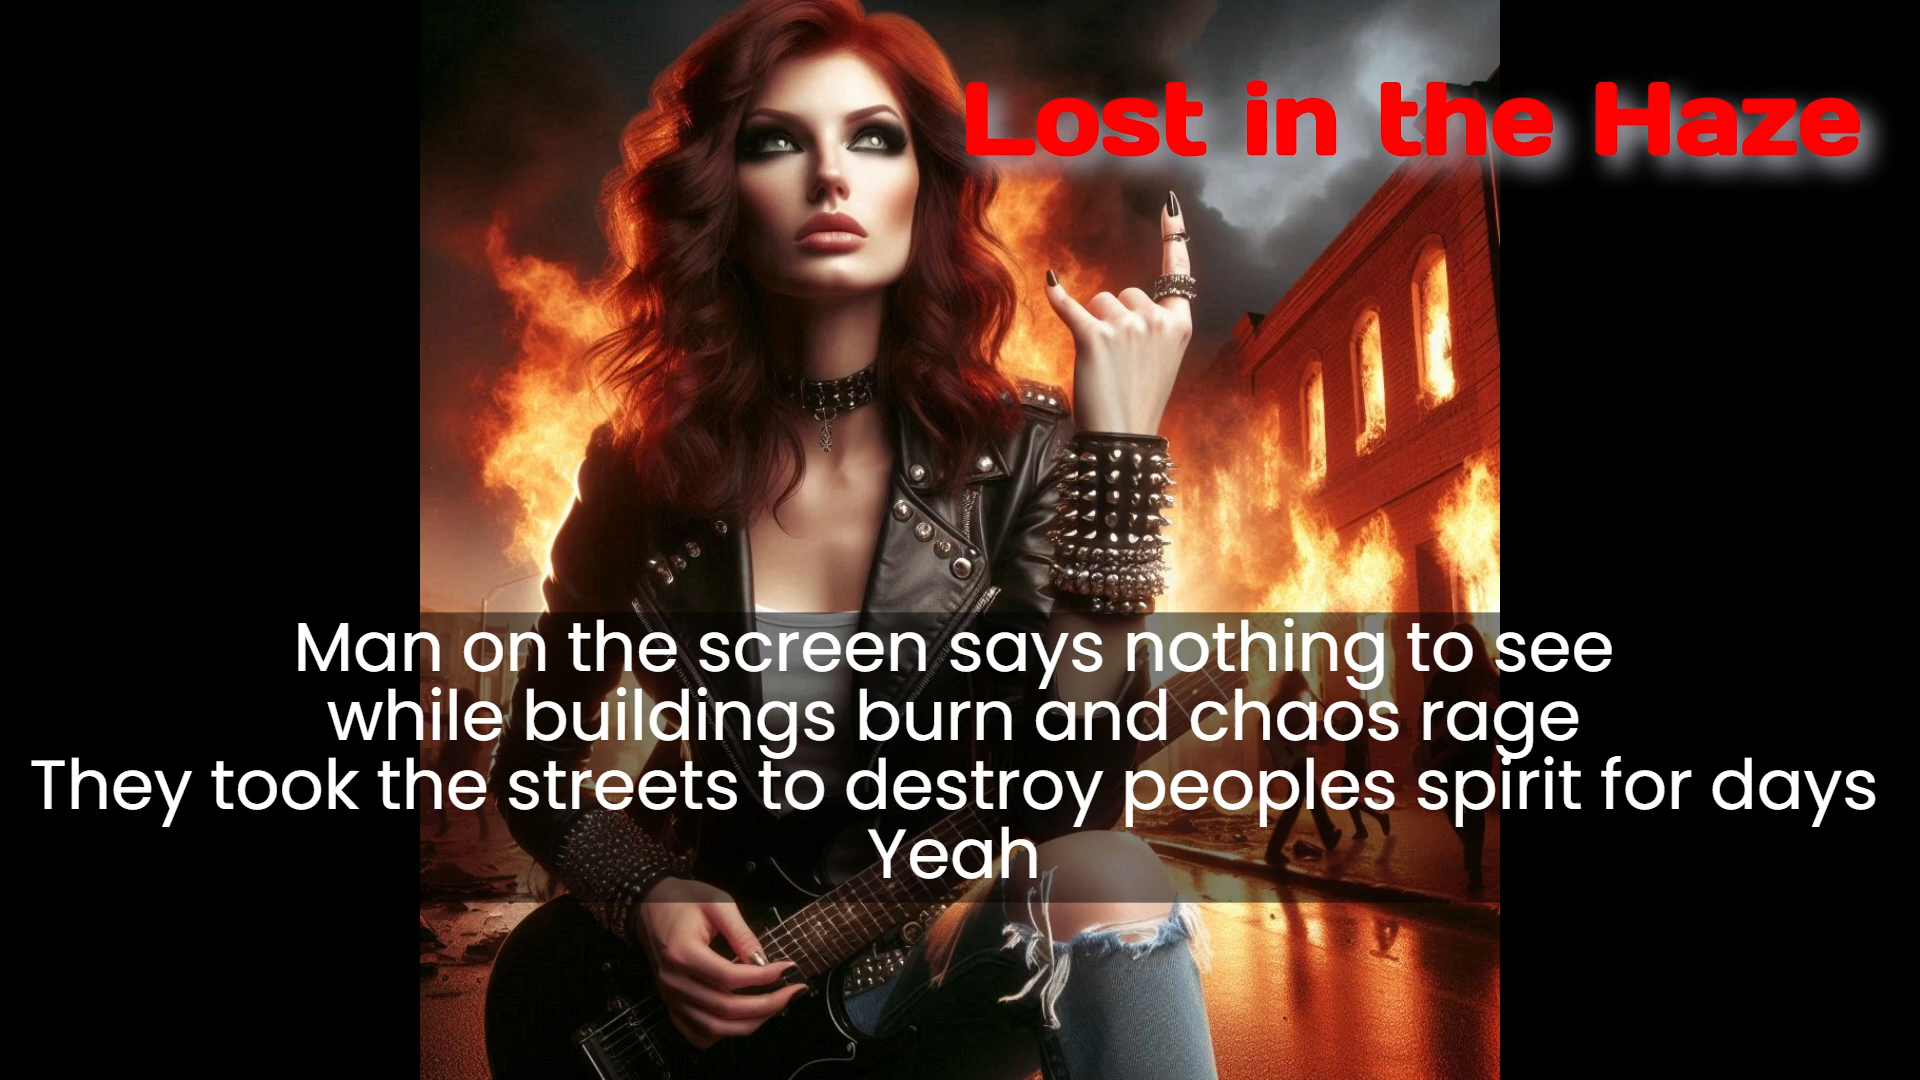 Lost in the Haze
Man on the screen says nothing to see
while buildings burn and chaos rage
They took the streets to destroy peoples spirit for days
Yeah